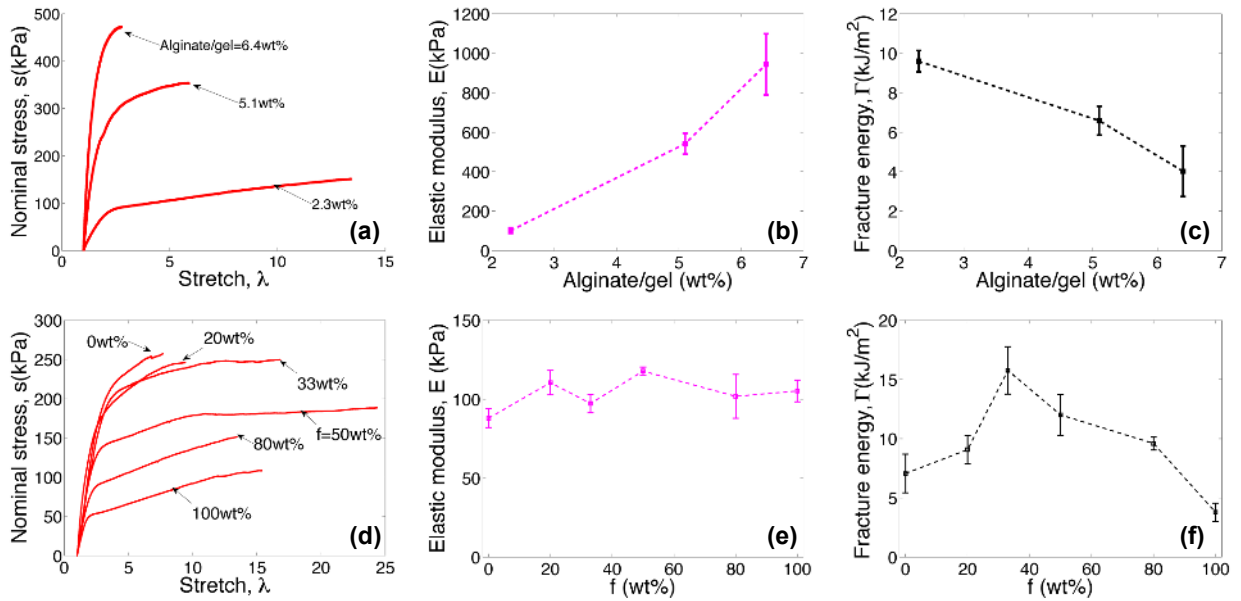 500
400
300
200
100
0
0
5
10
15
Nominal stress, s(kPa)
Stretch, λ
Alginate/gel=6.4wt%
5.1wt%
2.3wt%
(a)
1200
1000
800
600
400
200
0
2
3
4
5
6
7
Elastic modulus, E(kPa)
Alginate/gel (wt%)
(b)
12
10
8
6
4
2
0
2
3
4
5
6
7
Fracture energy, Γ(kJ/m²)
Alginate/gel (wt%)
(c)
300
250
200
150
100
50
0
0
5
10
15
20
25
Nominal stress, s(kPa)
Stretch, λ
0wt%
20wt%
33wt%
f=50wt%
80wt%
100wt%
(d)
150
100
50
0
0
20
40
60
80
100
Elastic modulus, E (kPa)
f (wt%)
(e)
20
15
10
5
0
0
20
40
60
80
100
Fracture energy, Γ(kJ/m²)
f (wt%)
(f)